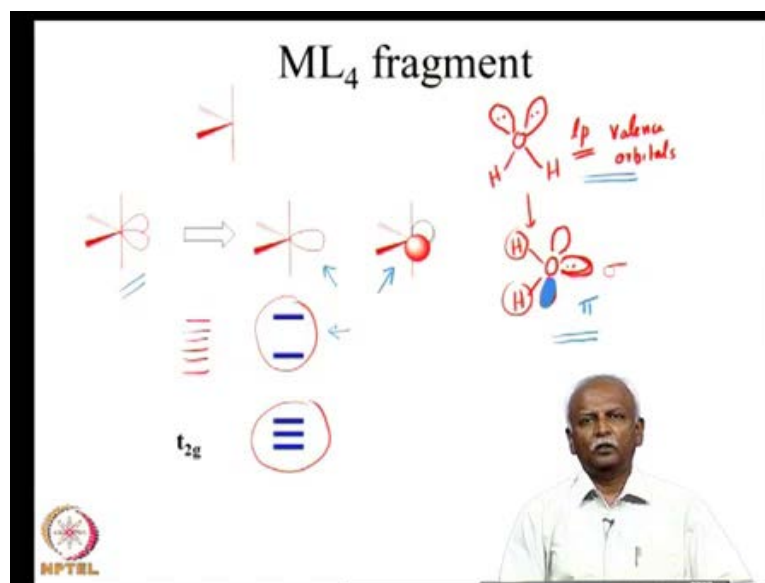 ML₄ fragment
lp valence
orbitals
H H
H
H
σ
π
t₂g
NPTEL